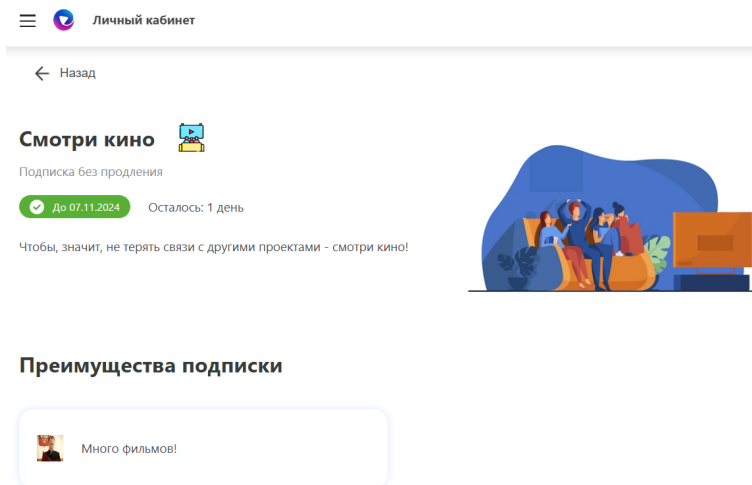 Личный кабинет
Назад
Смотри кино
Подписка без продления
До 07.11.2024 Осталось: 1 день
Чтобы, значит, не терять связи с другими проектами - смотри кино!
Преимущества подписки
Много фильмов!